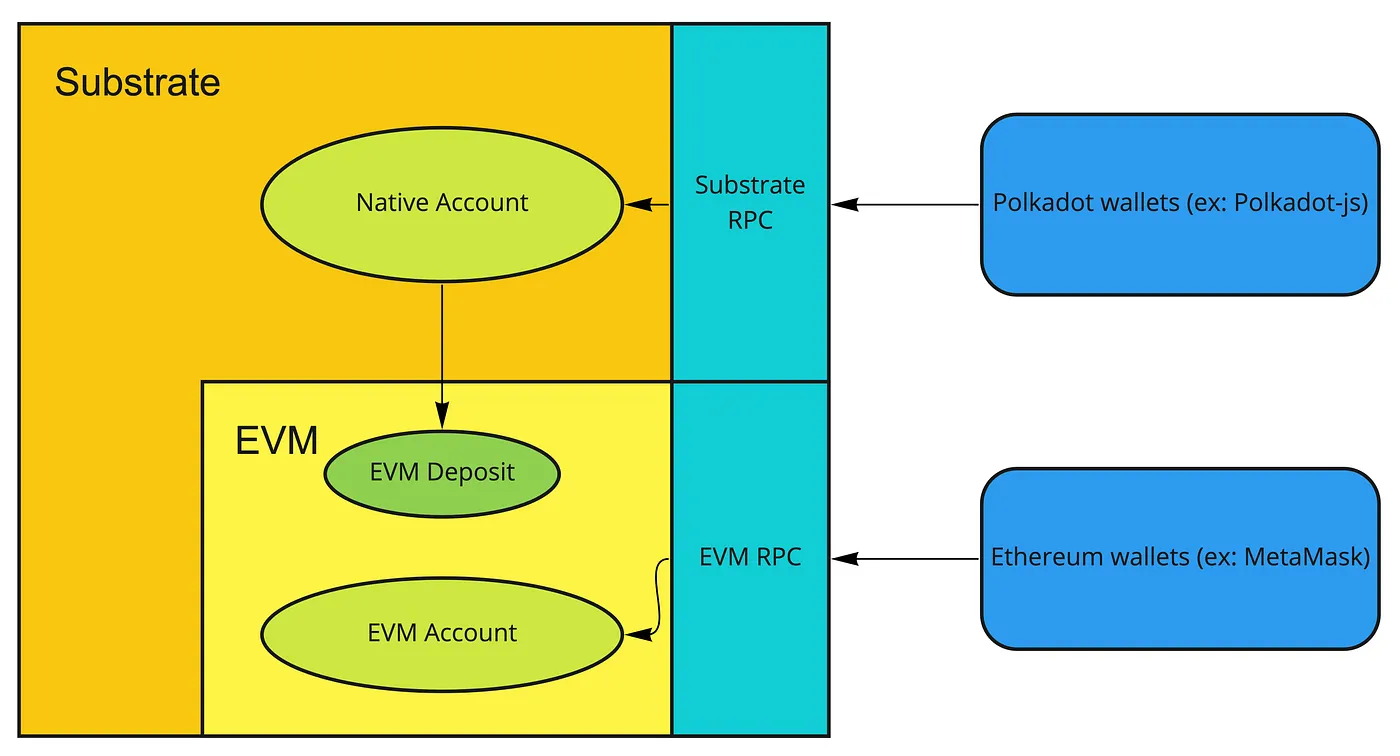 Substrate
Native Account
Substrate
RPC
Polkadot wallets (ex: Polkadot-js)
EVM
EVM Deposit
EVM RPC
Ethereum wallets (ex: MetaMask)
EVM Account